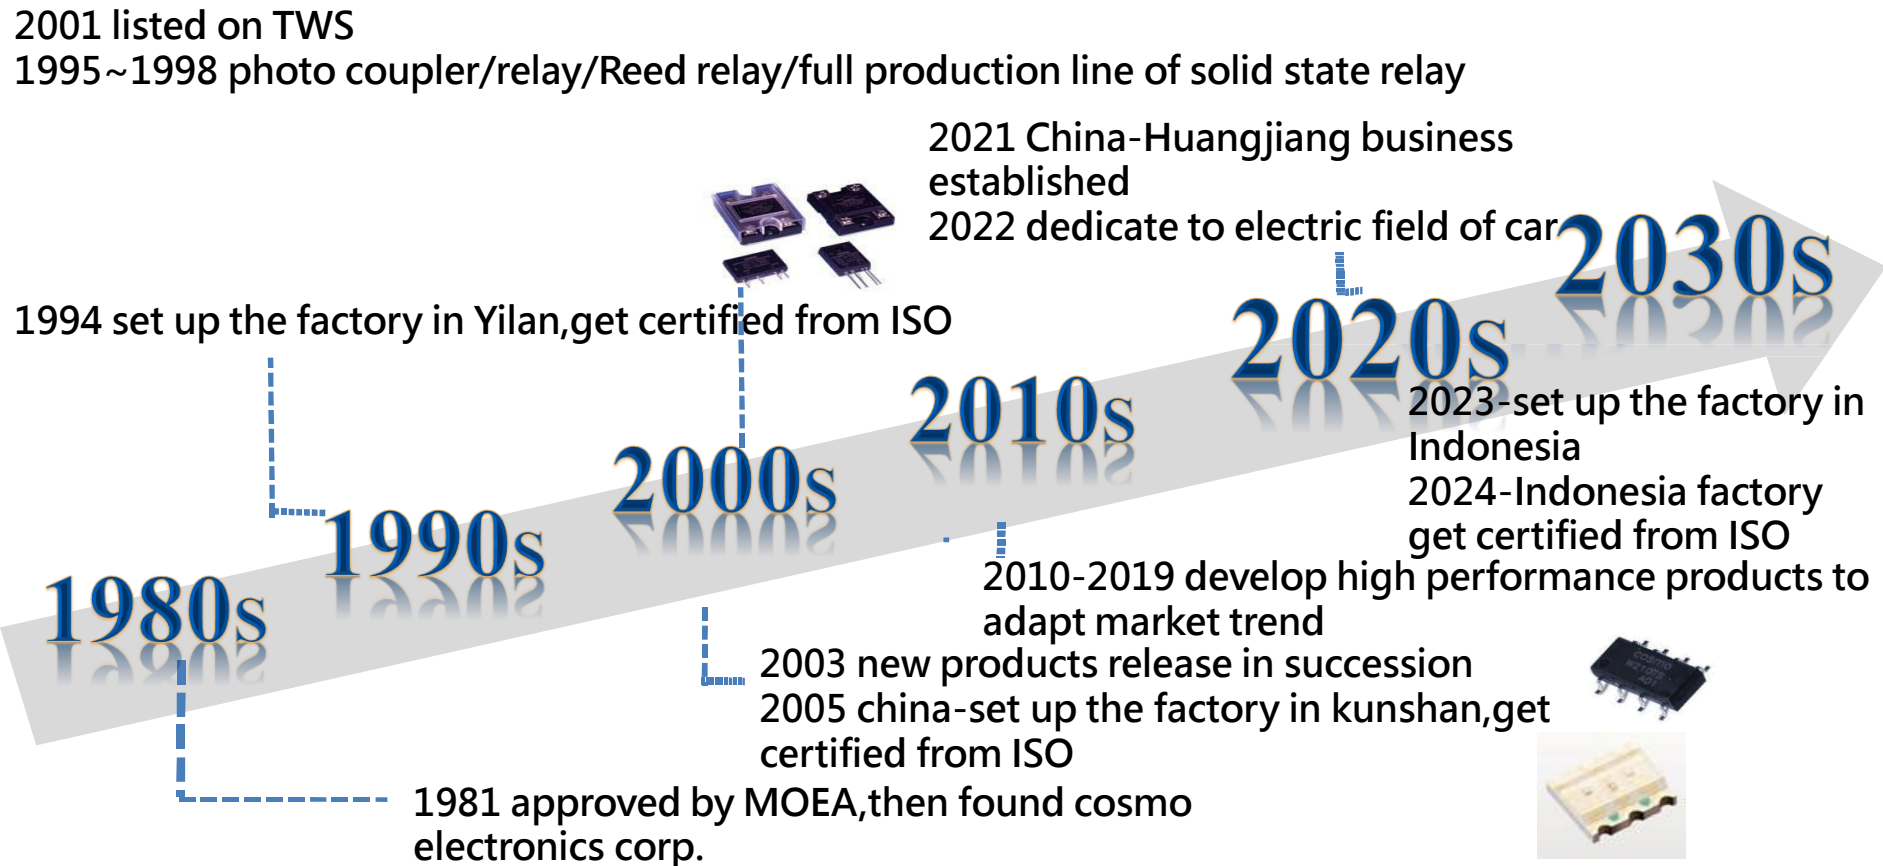 2001 listed on TWS
1995~1998 photo coupler/relay/Reed relay/full production line of solid state relay
2021 China-Huangjiang business
established
2022 dedicate to electric field of car
2030s
1994 set up the factory in Yilan,get certified from ISO
2020s
2010s
2023-set up the factory in
Indonesia
2024-Indonesia factory
get certified from ISO
2000s
1990s
2010-2019 develop high performance products to
adapt market trend
1980s
2003 new products release in succession
2005 china-set up the factory in kunshan,get
certified from ISO
1981 approved by MOEA,then found cosmo
electronics corp.
cosmo